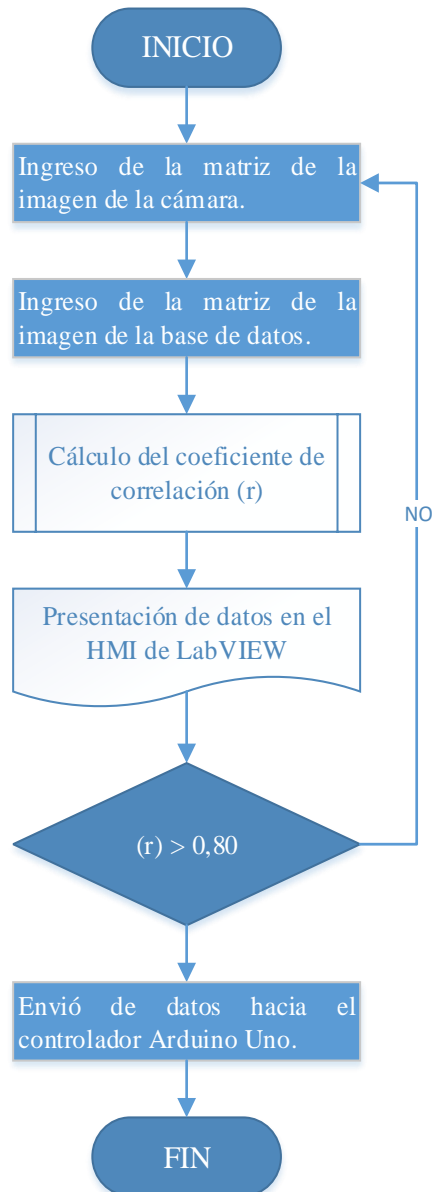 INICIO
Ingreso de la matriz de la
imagen de la cámara.
Ingreso de la matriz de la
imagen de la base de datos.
Cálculo del coeficiente de
correlación (r)
NO
Presentación de datos en el
HMI de LabVIEW
(r) > 0,80
Envió de datos hacia el
controlador Arduino Uno.
FIN